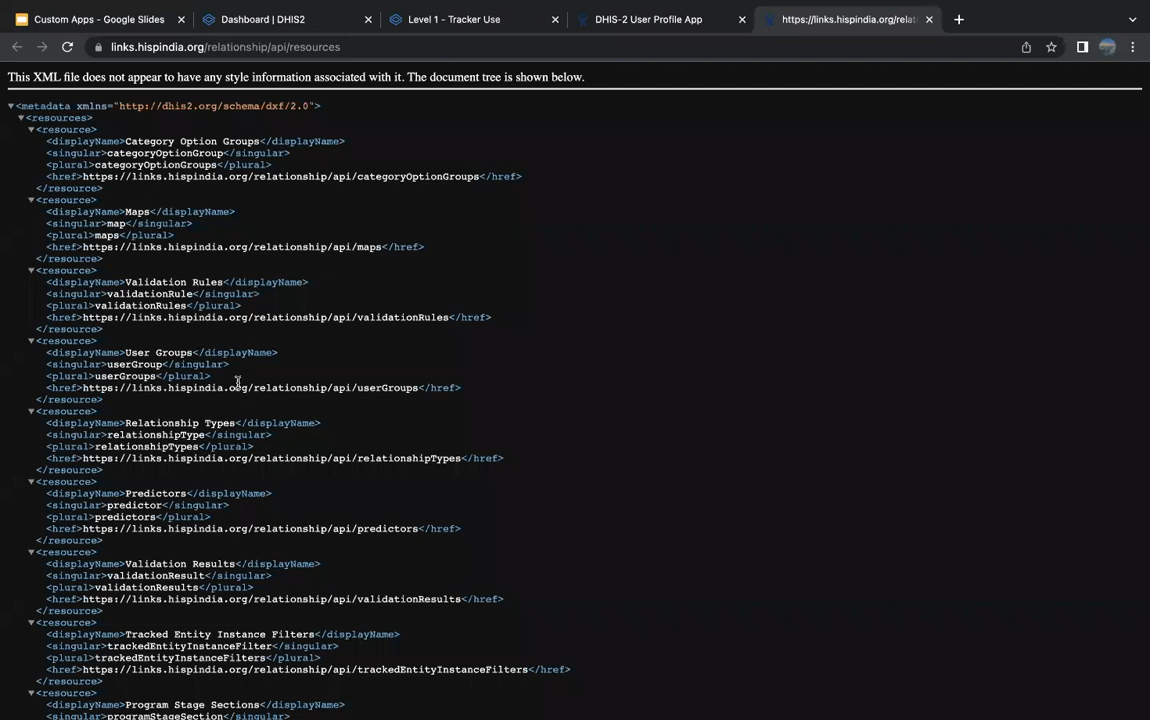 Custom Apps - Google Slides
Dashboard | DHIS2
Level 1 - Tracker Use
DHIS-2 User Profile App
https://links.hispindia.org/relati
links.hispindia.org/relationship/api/resources
This XML file does not appear to have any style information associated with it. The document tree is shown below.
<metadata xmlns="http://dhis2.org/schema/dxf/2.0">
<resources>
<resource>
<displayName>Category Option Groups</displayName>
<singular>categoryOptionGroup</singular>
<plural>categoryOptionGroups</plural>
<href>https://links.hispindia.org/relationship/api/categoryOptionGroups</href>
</resource>
<resource>
<displayName>Maps</displayName>
<singular>map</singular>
<plural>maps</plural>
<href>https://links.hispindia.org/relationship/api/maps</href>
</resource>
<resource>
<displayName>Validation Rules</displayName>
<singular>validationRule</singular>
<plural>validationRules</plural>
<href>https://links.hispindia.org/relationship/api/validationRules</href>
</resource>
<resource>
<displayName>User Groups</displayName>
<singular>userGroup</singular>
<plural>userGroups</plural>
<href>https://links.hispindia.org/relationship/api/userGroups</href>
</resource>
<resource>
<displayName>Relationship Types</displayName>
<singular>relationshipType</singular>
<plural>relationshipTypes</plural>
<href>https://links.hispindia.org/relationship/api/relationshipTypes</href>
</resource>
<resource>
<displayName>Predictors</displayName>
<singular>predictor</singular>
<plural>predictors</plural>
<href>https://links.hispindia.org/relationship/api/predictors</href>
</resource>
<resource>
<displayName>Validation Results</displayName>
<singular>validationResult</singular>
<plural>validationResults</plural>
<href>https://links.hispindia.org/relationship/api/validationResults</href>
</resource>
<resource>
<displayName>Tracked Entity Instance Filters</displayName>
<singular>trackedEntityInstanceFilter</singular>
<plural>trackedEntityInstanceFilters</plural>
<href>https://links.hispindia.org/relationship/api/trackedEntityInstanceFilters</href>
</resource>
<resource>
<displayName>Program Stage Sections</displayName>
<singular>programStageSection</singular>